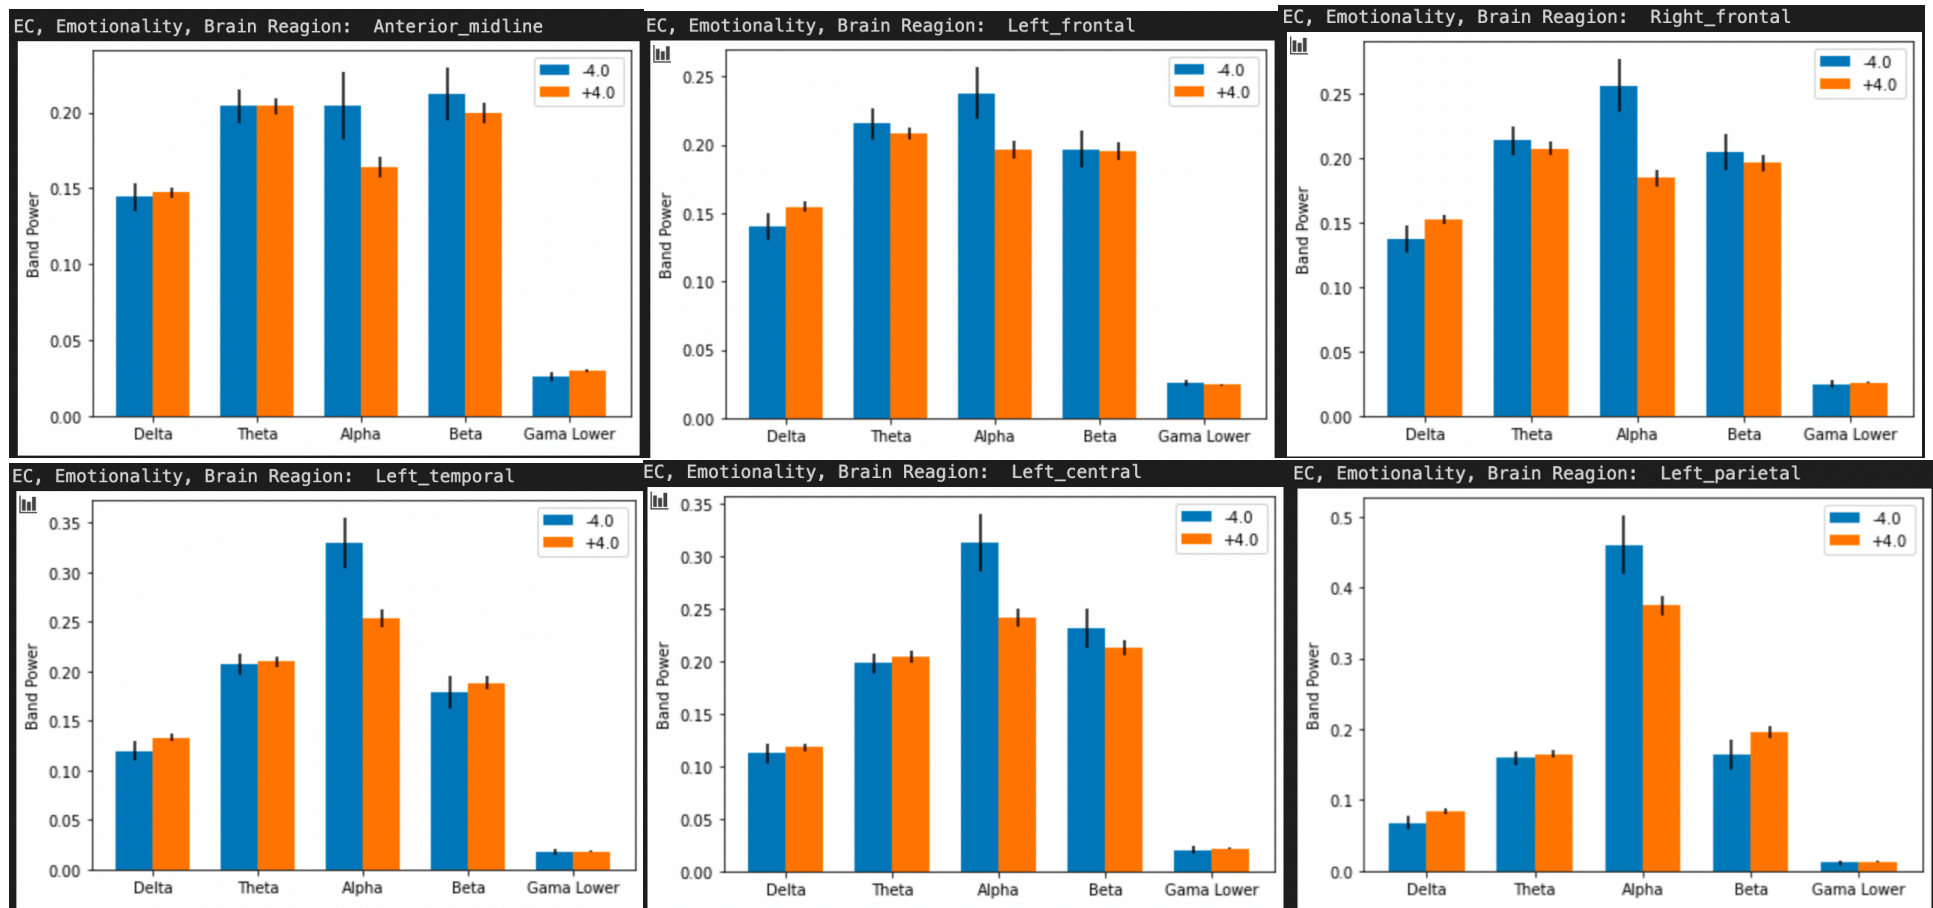 EC, Emotionality, Brain Reagion:  Anterior_midline
-4.0
+4.0
Band Power
0.20
0.15
0.10
0.05
0.00
Delta Theta Alpha Beta Gama Lower
EC, Emotionality, Brain Reagion:  Left_frontal
-4.0
+4.0
Band Power
0.25
0.20
0.15
0.10
0.05
0.00
Delta Theta Alpha Beta Gama Lower
EC, Emotionality, Brain Reagion:  Right_frontal
-4.0
+4.0
Band Power
0.25
0.20
0.15
0.10
0.05
0.00
Delta Theta Alpha Beta Gama Lower
EC, Emotionality, Brain Reagion:  Left_temporal
-4.0
+4.0
Band Power
0.35
0.30
0.25
0.20
0.15
0.10
0.05
0.00
Delta Theta Alpha Beta Gama Lower
EC, Emotionality, Brain Reagion:  Left_central
-4.0
+4.0
Band Power
0.35
0.30
0.25
0.20
0.15
0.10
0.05
0.00
Delta Theta Alpha Beta Gama Lower
EC, Emotionality, Brain Reagion:  Left_parietal
-4.0
+4.0
Band Power
0.5
0.4
0.3
0.2
0.1
0.0
Delta Theta Alpha Beta Gama Lower